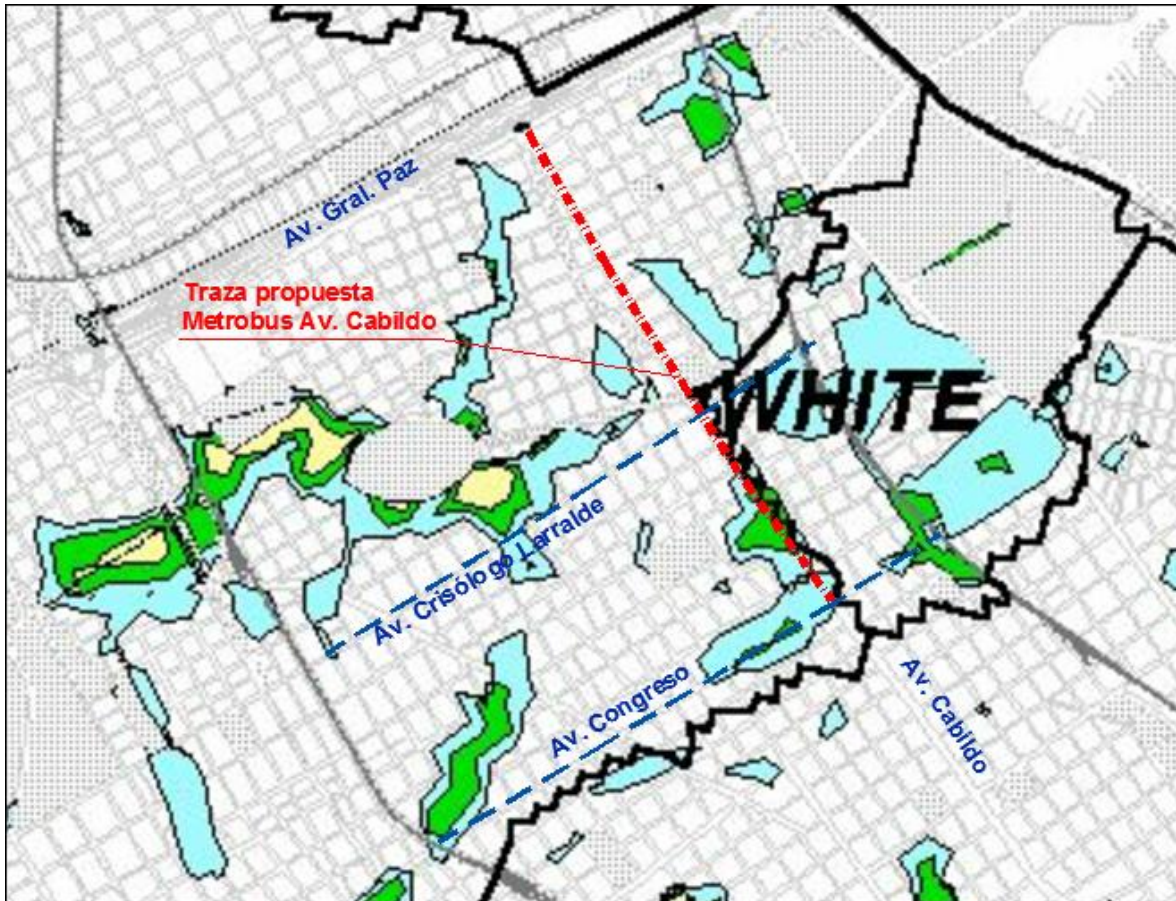 Av. Gral. Paz
Traza propuesta
Metrobus Av. Cabildo
WHITE
Av. Crisólogo Larralde
Av. Congreso
Av. Cabildo